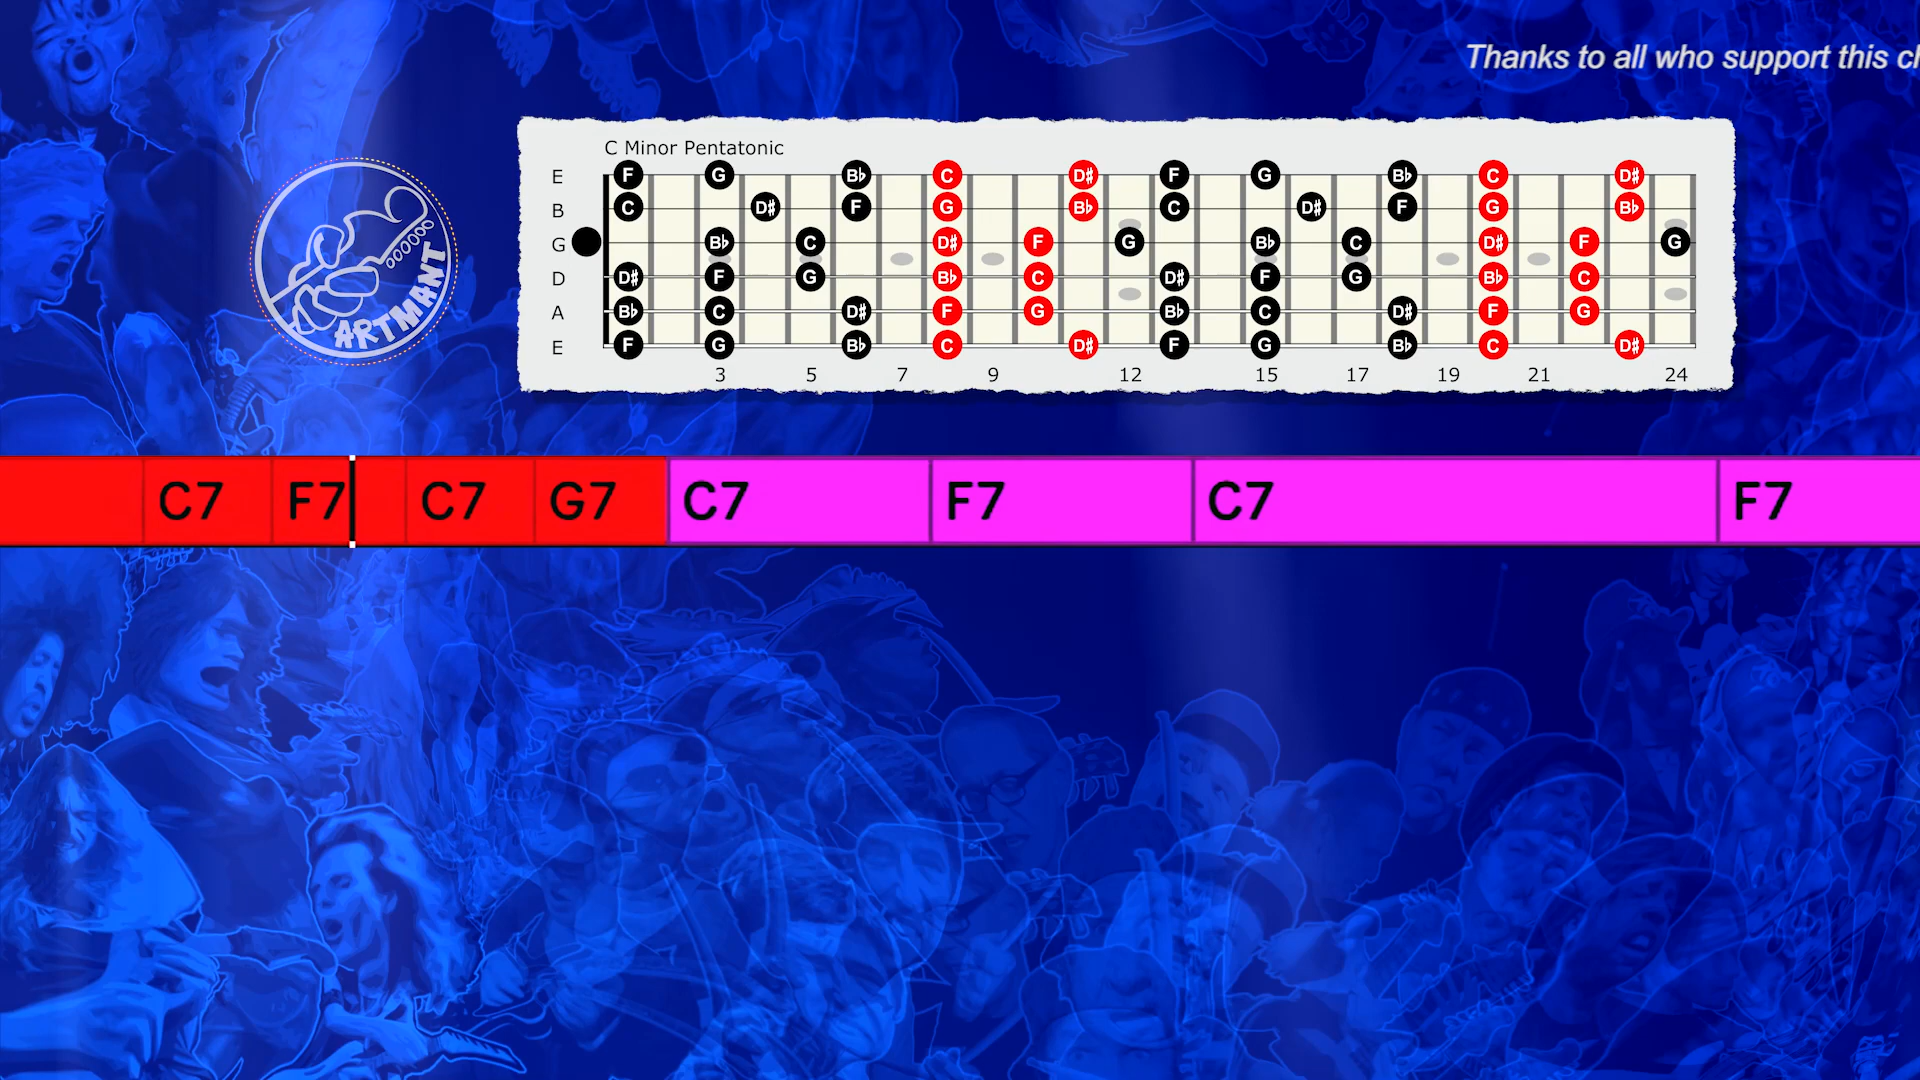 Thanks to all who support this
C Minor Pentatonic
E F G B♭ C D♯ F G B♭ C D♯
B C D♯ F G B♭ C D♯ F G B♭
G B♭ C D♯ F G B♭ C D♯ F G
D D♯ F G B♭ C D♯ F G B♭ C
A B♭ C D♯ F G B♭ C D♯ F G
E F G B♭ C D♯ F G B♭ C D♯
3 5 7 9 12 15 17 19 21 24
ARTMANT
C7 F7 C7 G7 C7 F7 C7 F7